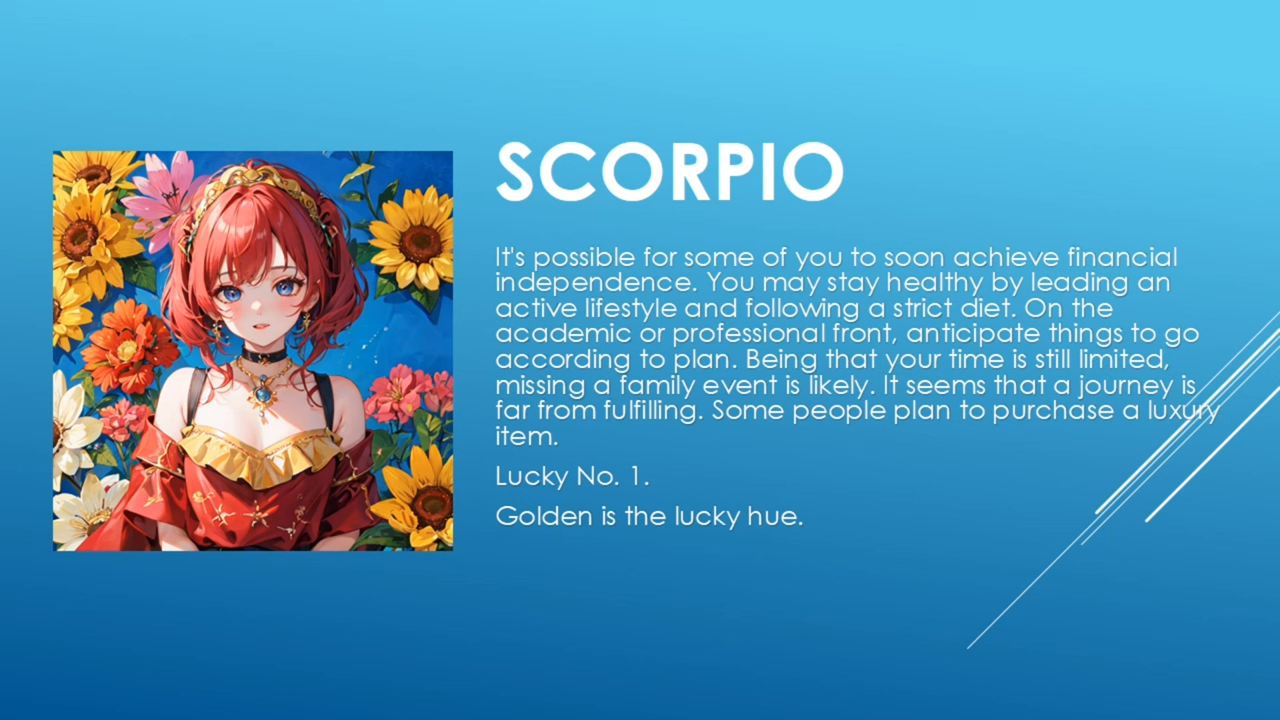 SCORPIO
It's possible for some of you to soon achieve financial
independence. You may stay healthy by leading an
active lifestyle and following a strict diet. On the
academic or professional front, anticipate things to go
according to plan. Being that your time is still limited,
missing a family event is likely. It seems that a journey is
far from fulfilling. Some people plan to purchase a luxury
item.
Lucky No. 1.
Golden is the lucky hue.